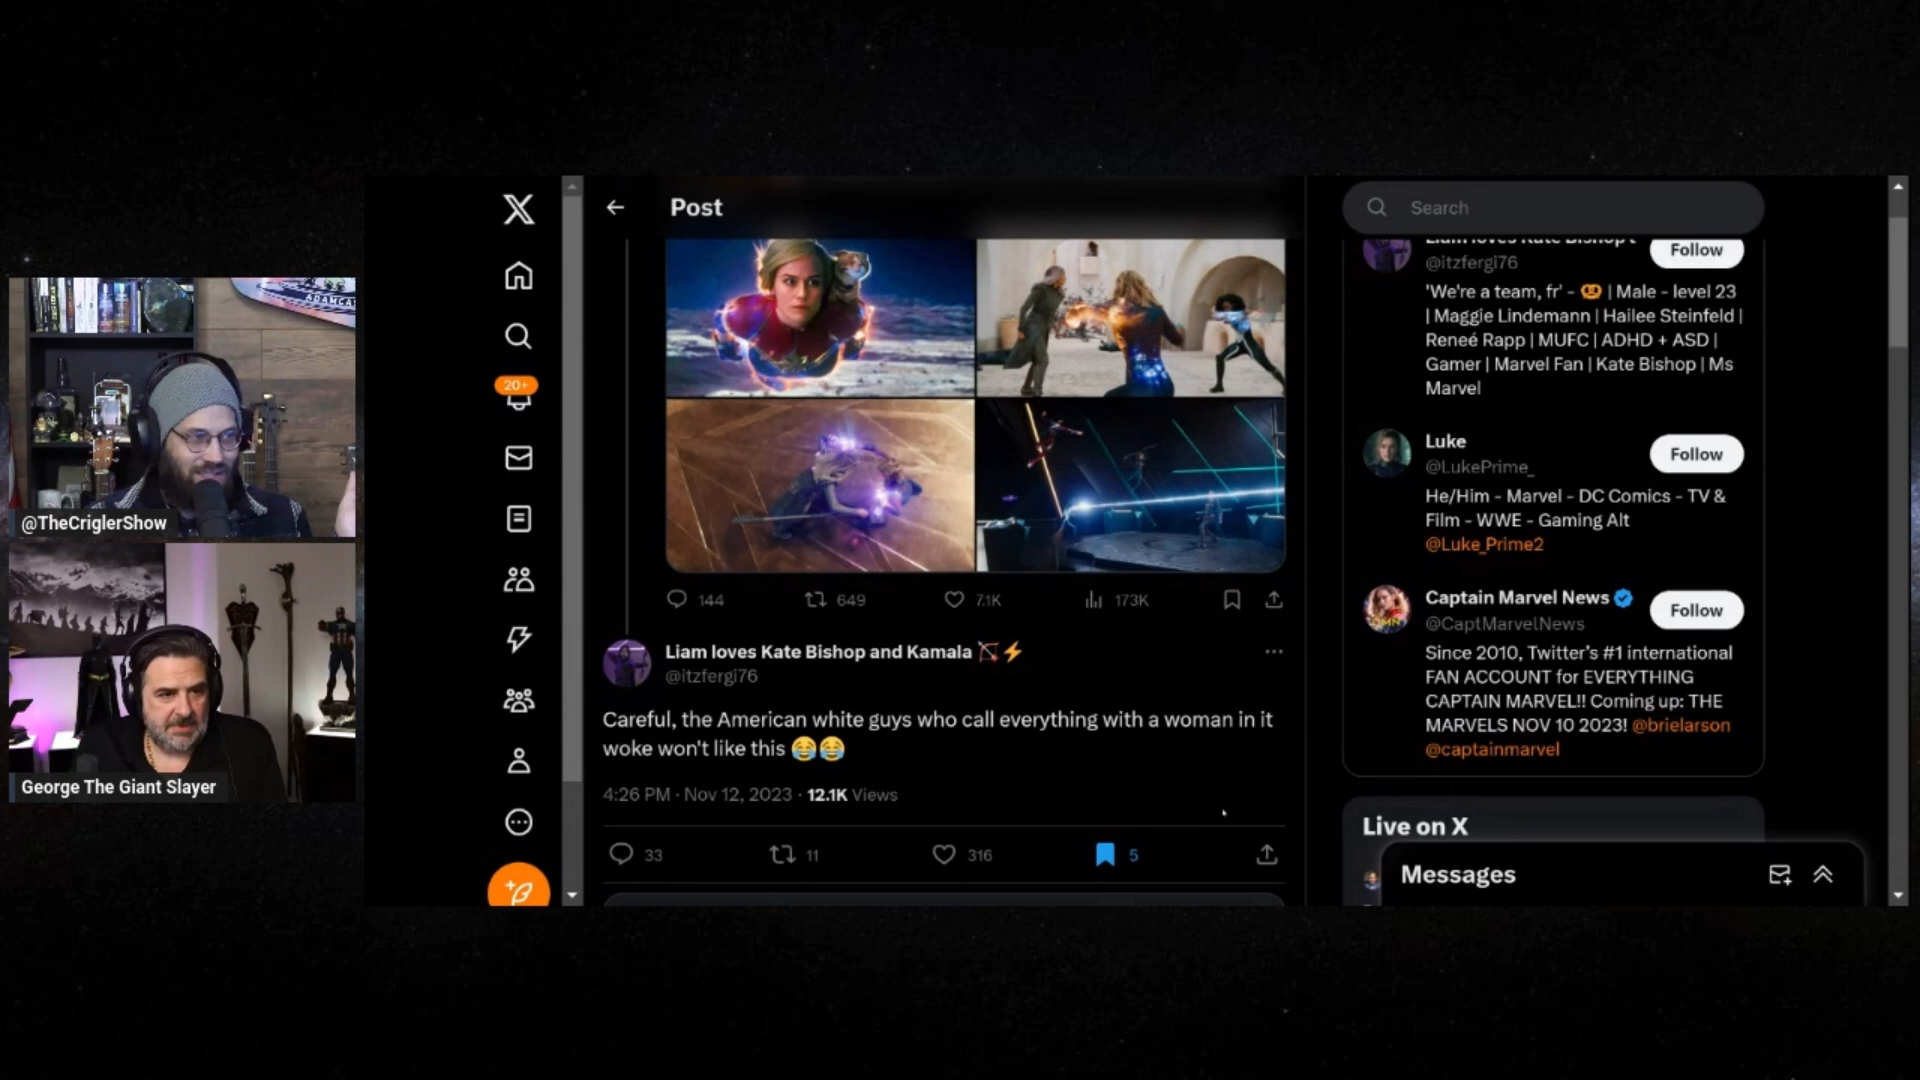 Post
Search
Liam loves Kate Bishop
@itzfergi76
Follow
'We're a team, fr' - 🥨 | Male - level 23
| Maggie Lindemann | Hailee Steinfeld |
Reneé Rapp | MUFC | ADHD + ASD |
Gamer | Marvel Fan | Kate Bishop | Ms
Marvel
20+
Luke
@LukePrime_
Follow
He/Him - Marvel - DC Comics - TV &
Film - WWE - Gaming Alt
@Luke_Prime2
144 649 7.1K 173K
Captain Marvel News
@CaptMarvelNews
Follow
Since 2010, Twitter's #1 international
FAN ACCOUNT for EVERYTHING
CAPTAIN MARVEL!! Coming up: THE
MARVELS NOV 10 2023! @brielarson
@captainmarvel
Liam loves Kate Bishop and Kamala 🏹⚡
@itzfergi76
Careful, the American white guys who call everything with a woman in it
woke won't like this 😂😂
4:26 PM · Nov 12, 2023 · 12.1K Views
33 11 316 5
Live on X
Messages
@TheCriglerShow
George The Giant Slayer